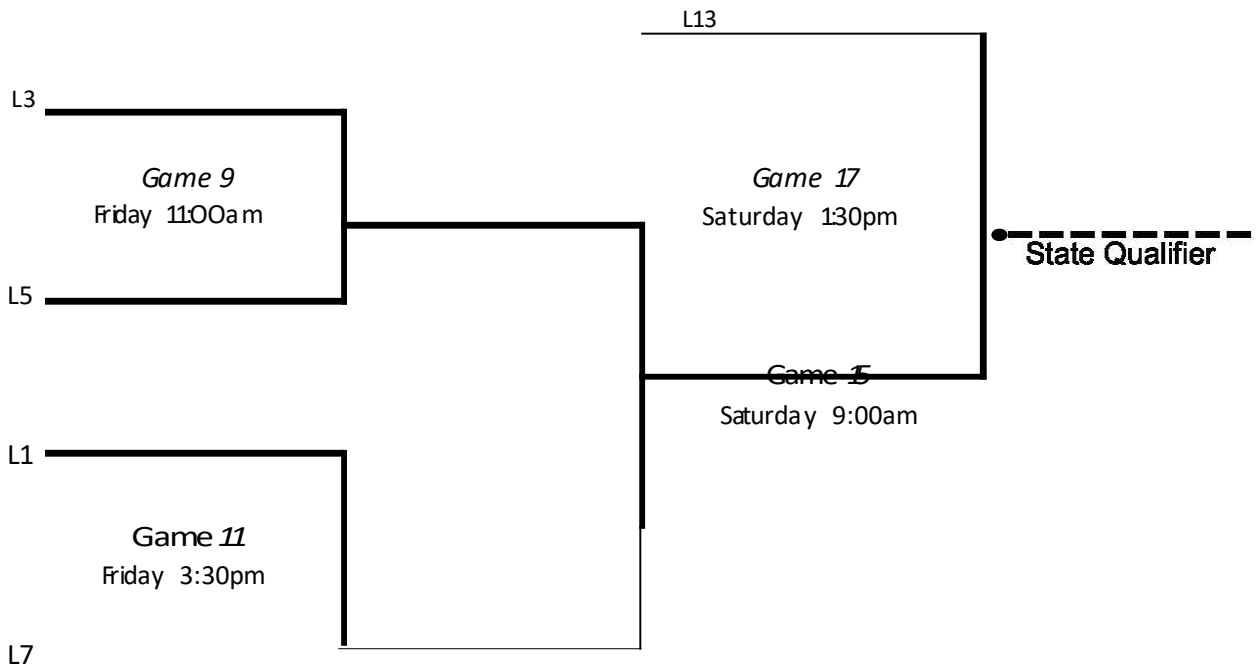 L13
L3
Game 9
Friday 11:OOam
L5
Game 17
Saturday 1:30pm
State Qualifier
Game 15
Saturday 9:00am
L1
Game 11
Friday 3:30pm
L7